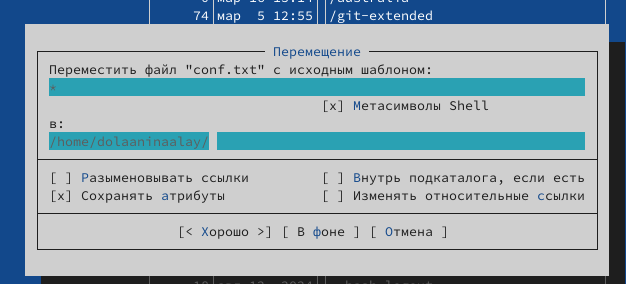 74 мар 5 12:55 /git-extended
Перемещение
Переместить файл "conf.txt" с исходным шаблоном:
*
[x] Метасимволы Shell
в:
/home/dolaaninaalay/
[ ] Разыменовывать ссылки [ ] Внутрь подкаталога, если есть
[x] Сохранять атрибуты [ ] Изменять относительные ссылки
[< Хорошо >] [ В фоне ] [ Отмена ]